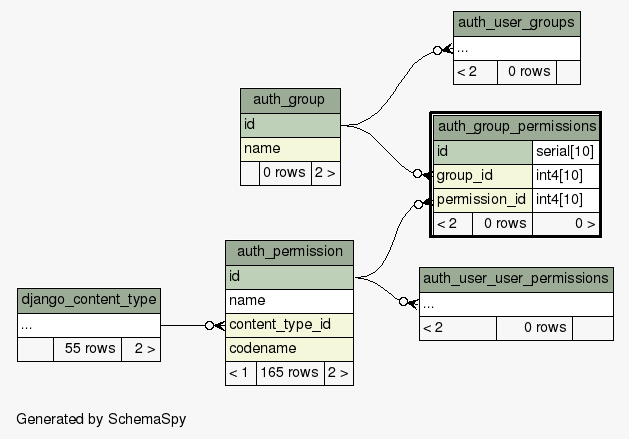 auth_user_groups
...
< 2 0 rows
auth_group
id
name
0 rows 2 >
auth_group_permissions
id serial[10]
group_id int4[10]
permission_id int4[10]
< 2 0 rows 0 >
auth_permission
id
name
content_type_id
codename
< 1 165 rows 2 >
auth_user_user_permissions
...
< 2 0 rows
django_content_type
...
55 rows 2 >
Generated by SchemaSpy